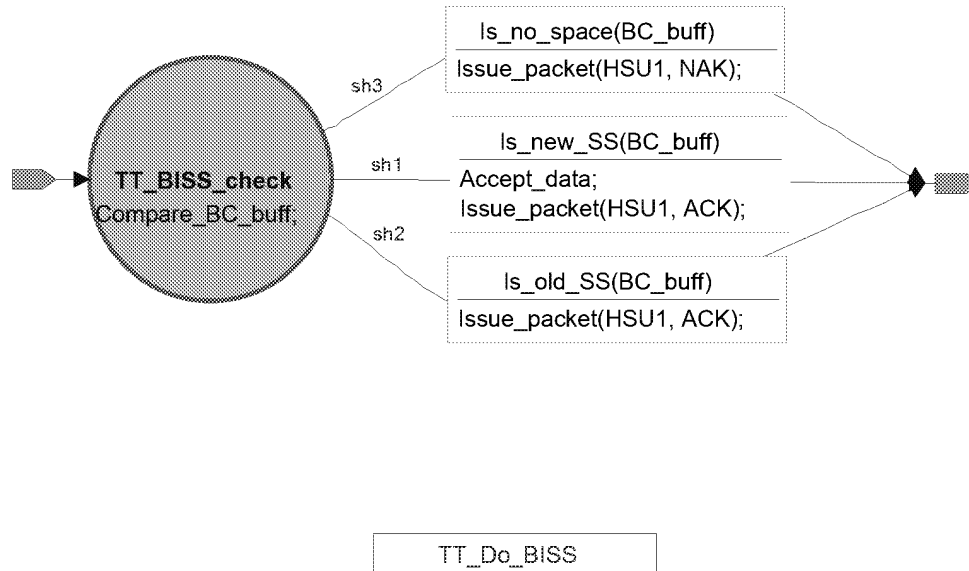 Is_no_space(BC_buff)
Issue_packet(HSU1, NAK);
sh3
Is_new_SS(BC_buff)
sh1
TT_BISS_check
Accept_data;
Compare_BC_buff;
Issue_packet(HSU1, ACK);
sh2
Is_old_SS(BC_buff)
Issue_packet(HSU1, ACK);
TT_Do_BISS